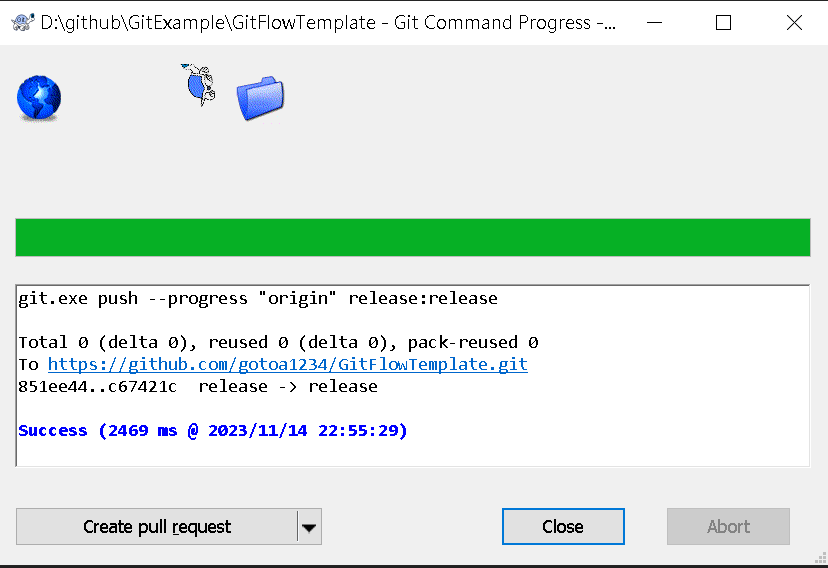 D:\github\GitExample\GitFlowTemplate - Git Command Progress -...
git.exe push --progress "origin" release:release
Total 0 (delta 0), reused 0 (delta 0), pack-reused 0
To https://github.com/gotoa1234/GitFlowTemplate.git
851ee44..c67421c  release -> release
Success (2469 ms @ 2023/11/14 22:55:29)
Create pull request
Close
Abort